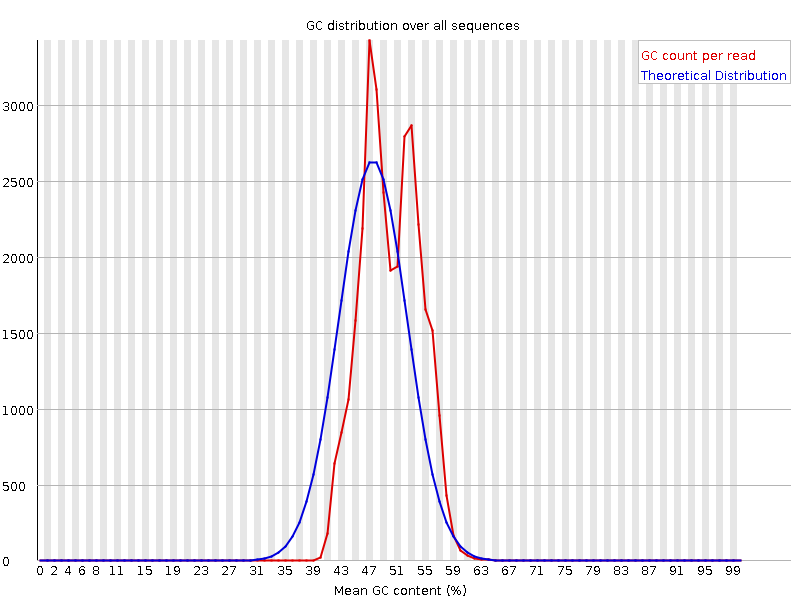 GC distribution over all sequences
GC count per read
Theoretical Distribution
3000
2500
2000
1500
1000
500
0
0 2 4 6 8 11 15 19 23 27 31 35 39 43 47 51 55 59 63 67 71 75 79 83 87 91 95 99
Mean GC content (%)